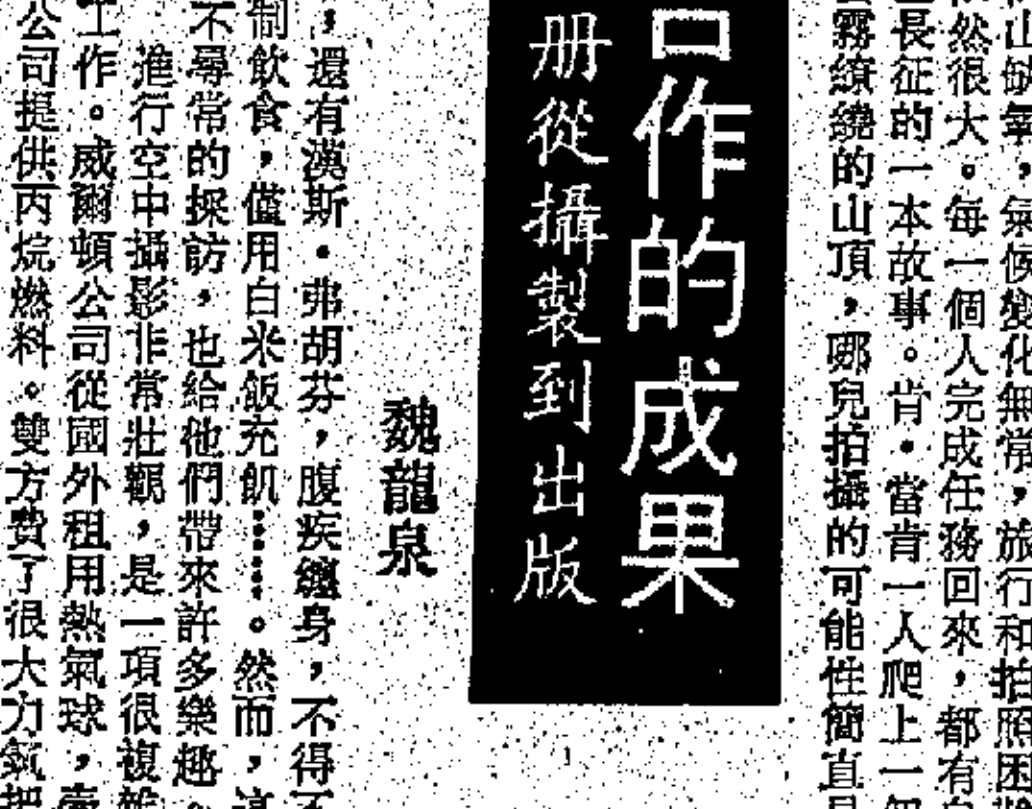 山缺氧，氣候變化無常，旅行和拍照困
然很大。每一個人完成任務回來，都有
長征的一本故事。肯·當肯一人爬上一
霧繚繞的山頂，哪兒拍攝的可能性簡直
作的成果
册從攝製到出版
魏龍泉
，還有漢斯·弗胡芬，腹疾纏身，不得不
制飲食，僅用白米飯充飢……。然而，
不尋常的採訪，也給他們帶來許多樂趣。
進行空中攝影非常壯觀，是一項很複雜
工作。威爾頓公司從國外租用熱氣球，
公司提供丙烷燃料。雙方費了很大力氣把